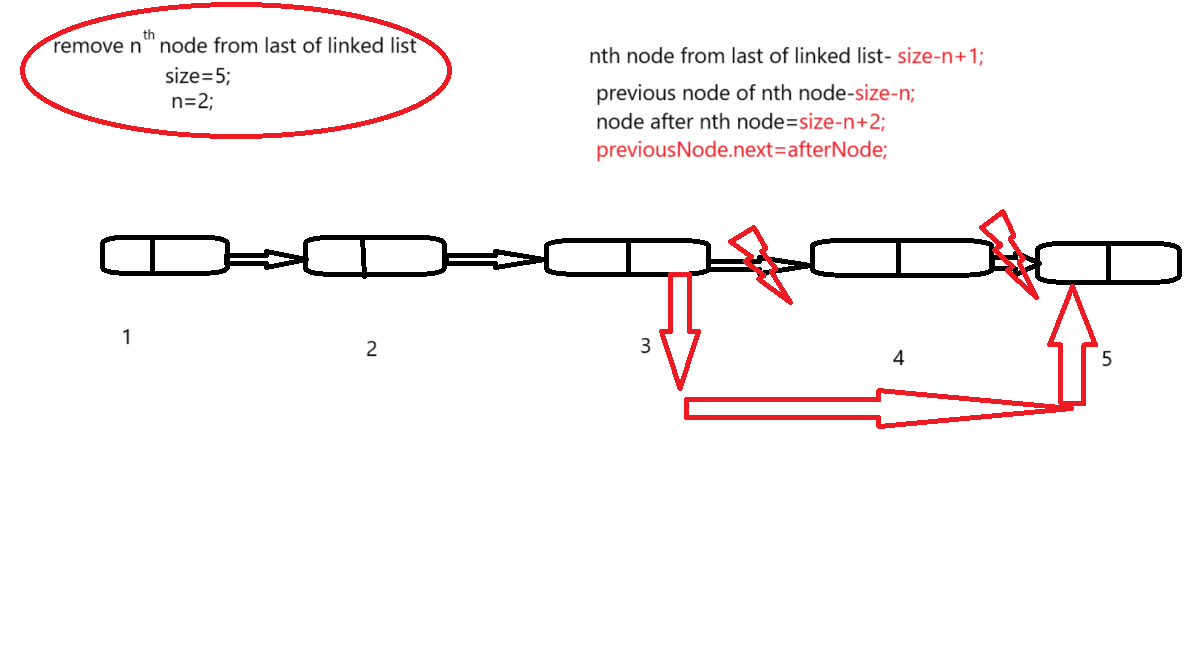 remove nth node from last of linked list
size=5;
n=2;
nth node from last of linked list- size-n+1;
previous node of nth node-size-n;
node after nth node=size-n+2;
previousNode.next=afterNode;
1
2
3
4
5